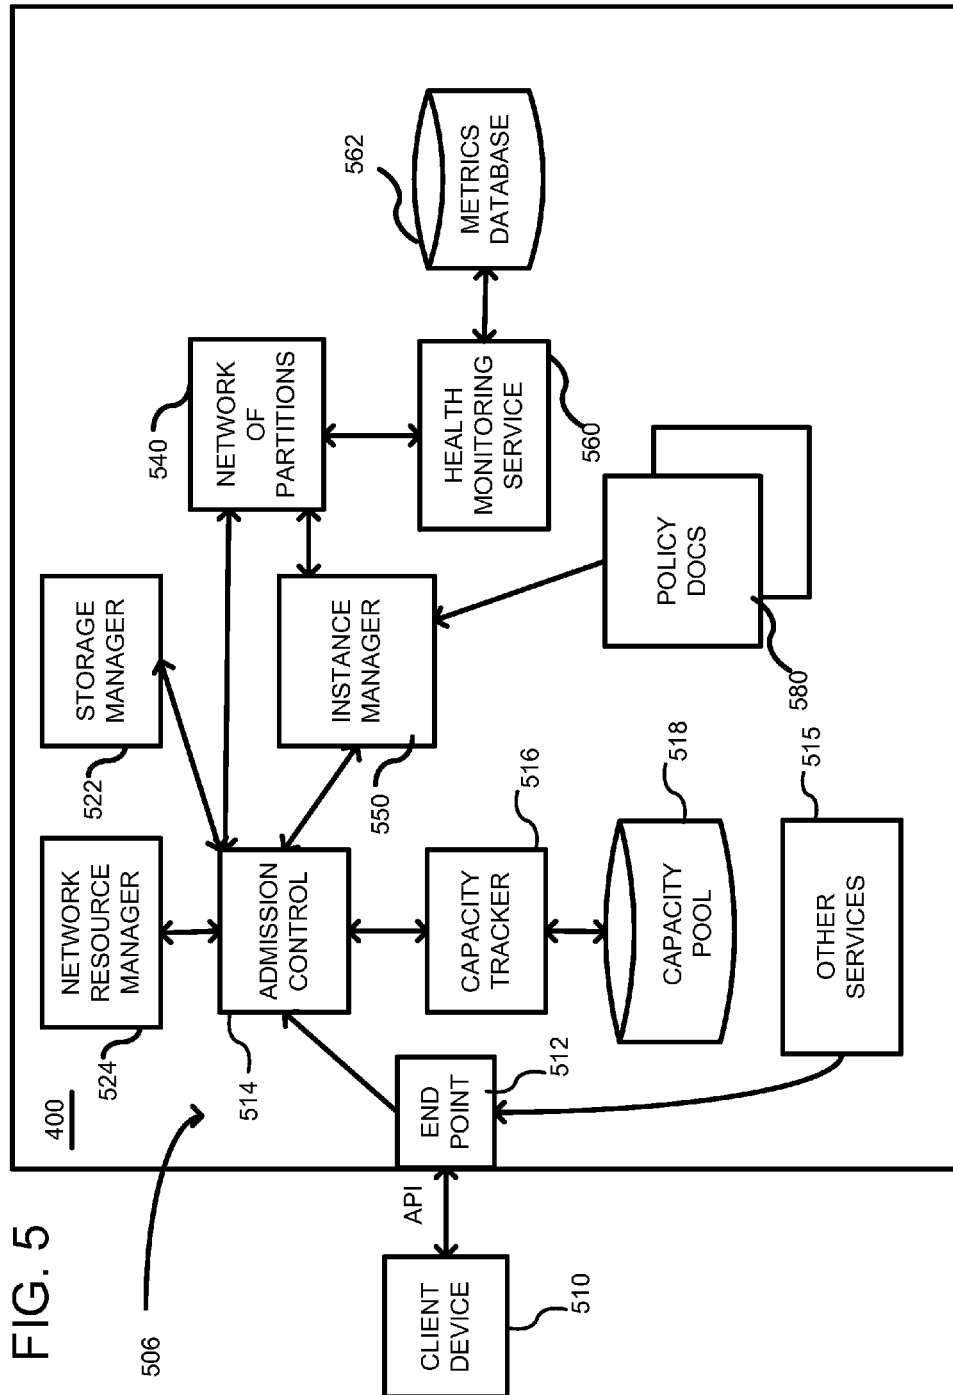 FIG. 5
506
400
524
NETWORK
RESOURCE
MANAGER
522
STORAGE
MANAGER
514
ADMISSION
CONTROL
540
NETWORK
OF
PARTITIONS
550
INSTANCE
MANAGER
562
METRICS
DATABASE
HEALTH
MONITORING
SERVICE
560
CLIENT
DEVICE
510
API
END
POINT
512
CAPACITY
TRACKER
516
CAPACITY
POOL
518
POLICY
DOCS
580
OTHER
SERVICES
515